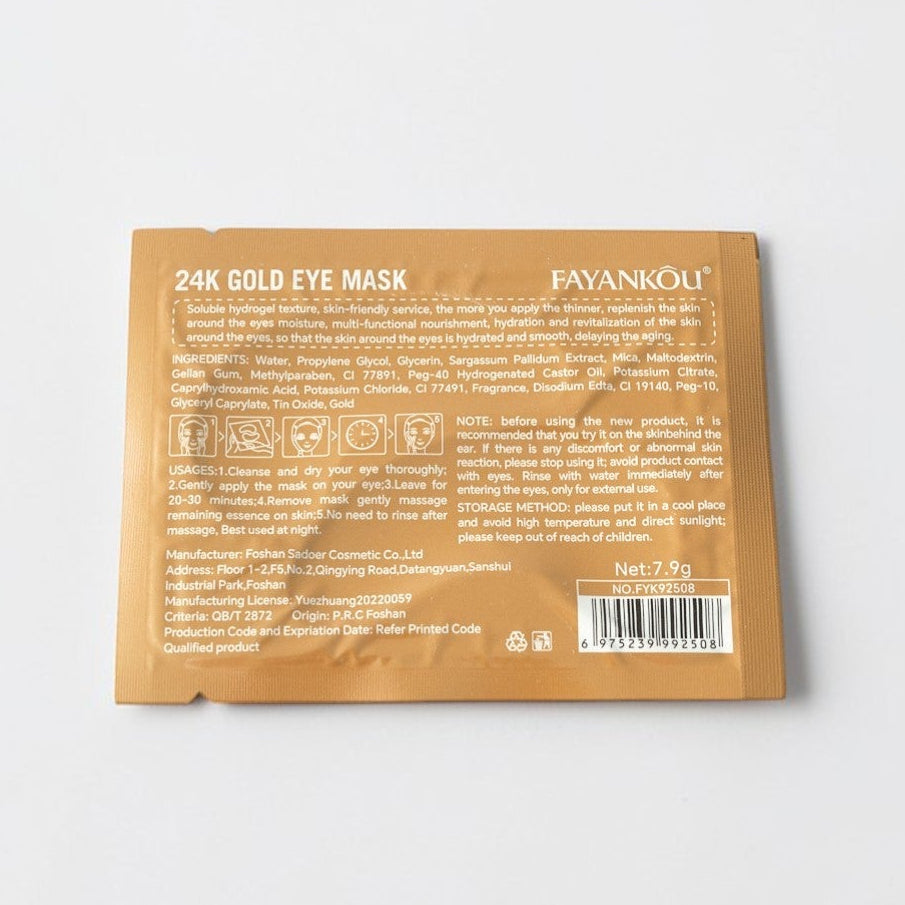 24K GOLD EYE MASK
FAYANKÔU®
Soluble hydrogel texture, skin-friendly service, the more you apply the thinner, replenish the skin
around the eyes moisture, multi-functional nourishment, hydration and revitalization of the skin
around the eyes, so that the skin around the eyes is hydrated and smooth, delaying the aging.
INGREDIENTS: Water, Propylene Glycol, Glycerin, Sargassum Pallidum Extract, Mica, Maltodextrin,
Gellan Gum, Methylparaben, CI 77891, Peg-40 Hydrogenated Castor Oil, Potassium CItrate,
Caprylhydroxamic Acid, Potassium Chloride, CI 77491, Fragrance, Disodium Edta, CI 19140, Peg-10,
Glyceryl Caprylate, Tin Oxide, Gold
4
5
USAGES:1.Cleanse and dry your eye thoroughly;
2.Gently apply the mask on your eye;3.Leave for
20-30 minutes;4.Remove mask gently massage
remaining essence on skin;5.No need to rinse after
massage, Best used at night.
NOTE: before using the new product, it is
recommended that you try it on the skinbehind the
ear. If there is any discomfort or abnormal skin
reaction, please stop using it; avoid product contact
with eyes. Rinse with water immediately after
entering the eyes, only for external use.
STORAGE METHOD: please put it in a cool place
and avoid high temperature and direct sunlight;
please keep out of reach of children.
Manufacturer: Foshan Sadoer Cosmetic Co.,Ltd
Address: Floor 1-2,F5,No.2,Qingying Road,Datangyuan,Sanshui
Industrial Park,Foshan
Manufacturing License: Yuezhuang20220059
Criteria: QB/T 2872 Origin: P.R.C Foshan
Production Code and Expriation Date: Refer Printed Code
Qualified product
Net:7.9g
NO.FYK92508
6 975239 992508